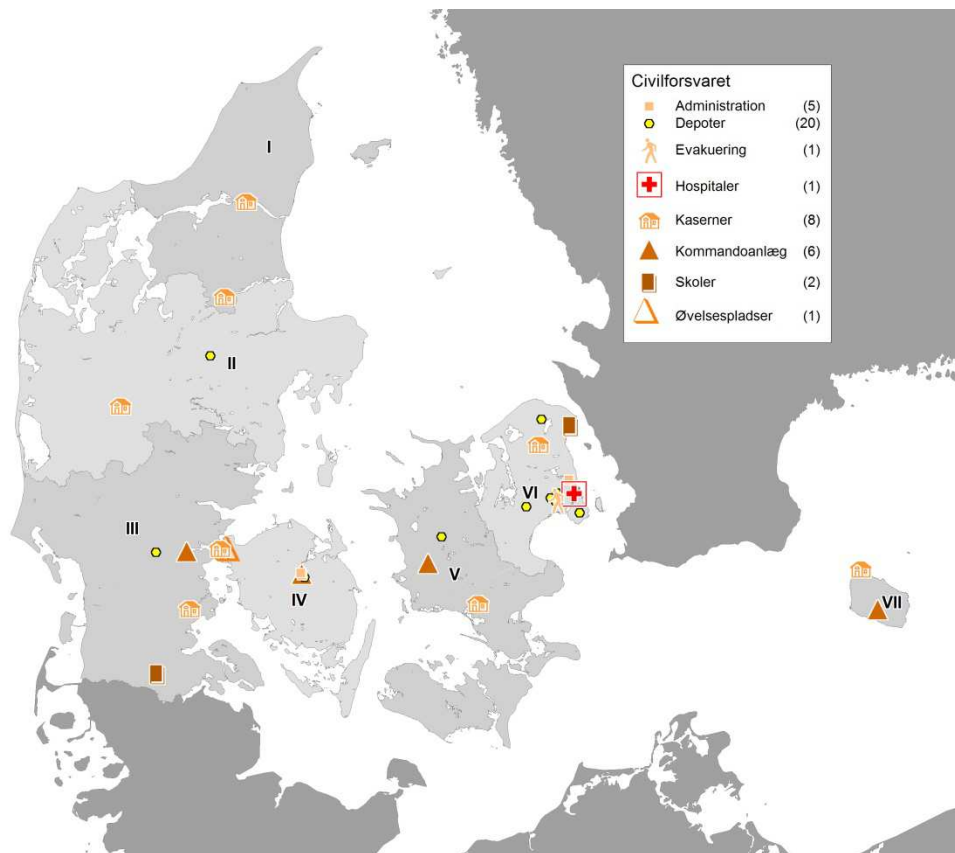 Civilforsvaret
Administration (5)
Depoter (20)
Evakuering (1)
Hospitaler (1)
Kaserner (8)
Kommandoanlæg (6)
Skoler (2)
Øvelsespladser (1)
I
II
III
IV
V
VI
VII